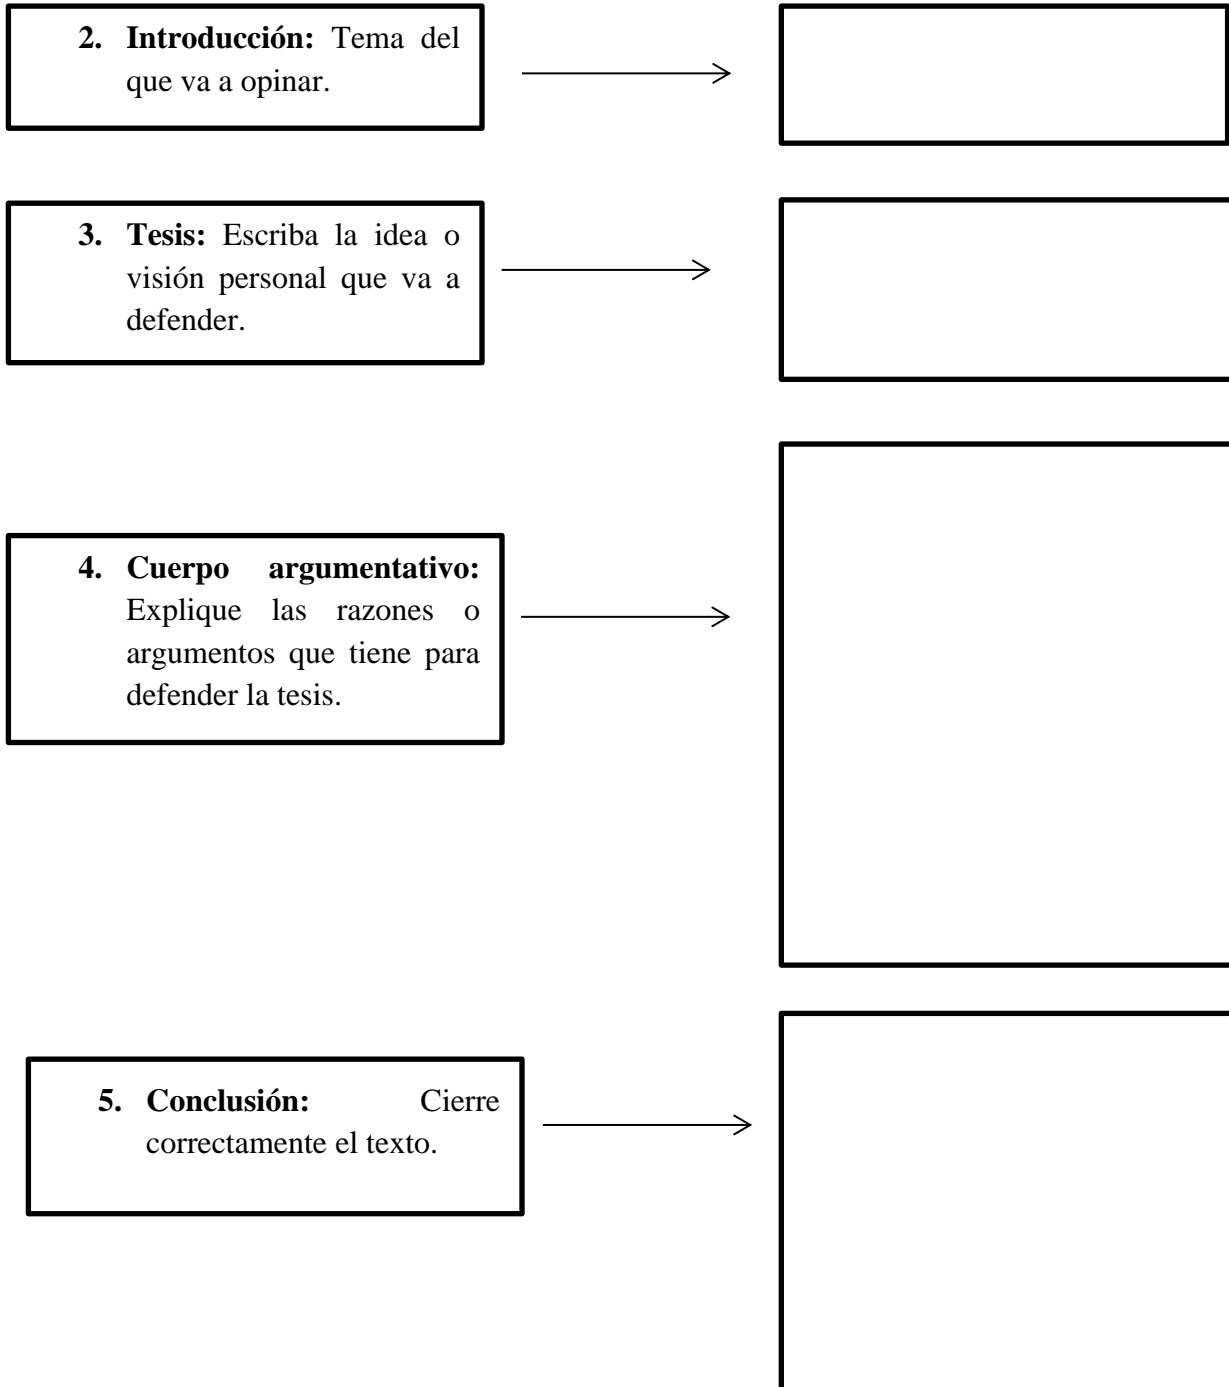 2. Introducción: Tema del
que va a opinar.
3. Tesis: Escriba la idea o
visión personal que va a
defender.
4. Cuerpo argumentativo:
Explique las razones o
argumentos que tiene para
defender la tesis.
5. Conclusión: Cierre
correctamente el texto.